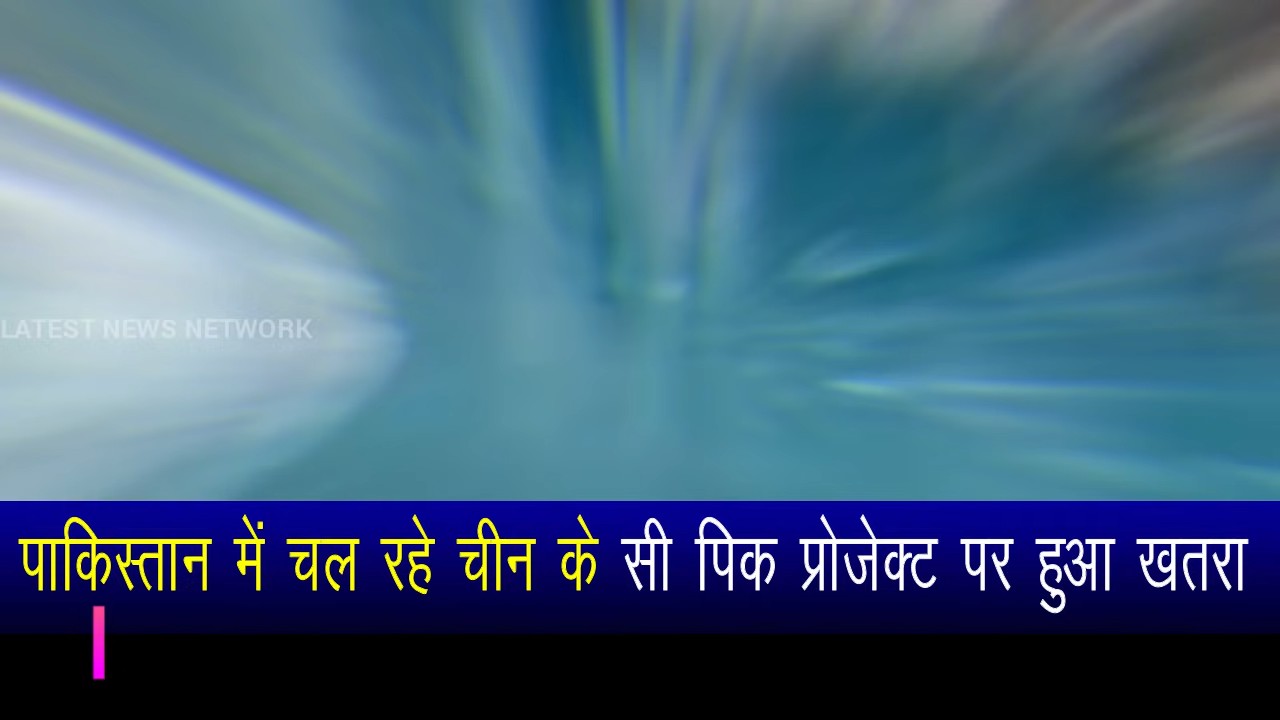 LATEST NEWS NETWORK
पाकिस्तान में चल रहे चीन के सी पिक प्रोजेक्ट पर हुआ खतरा